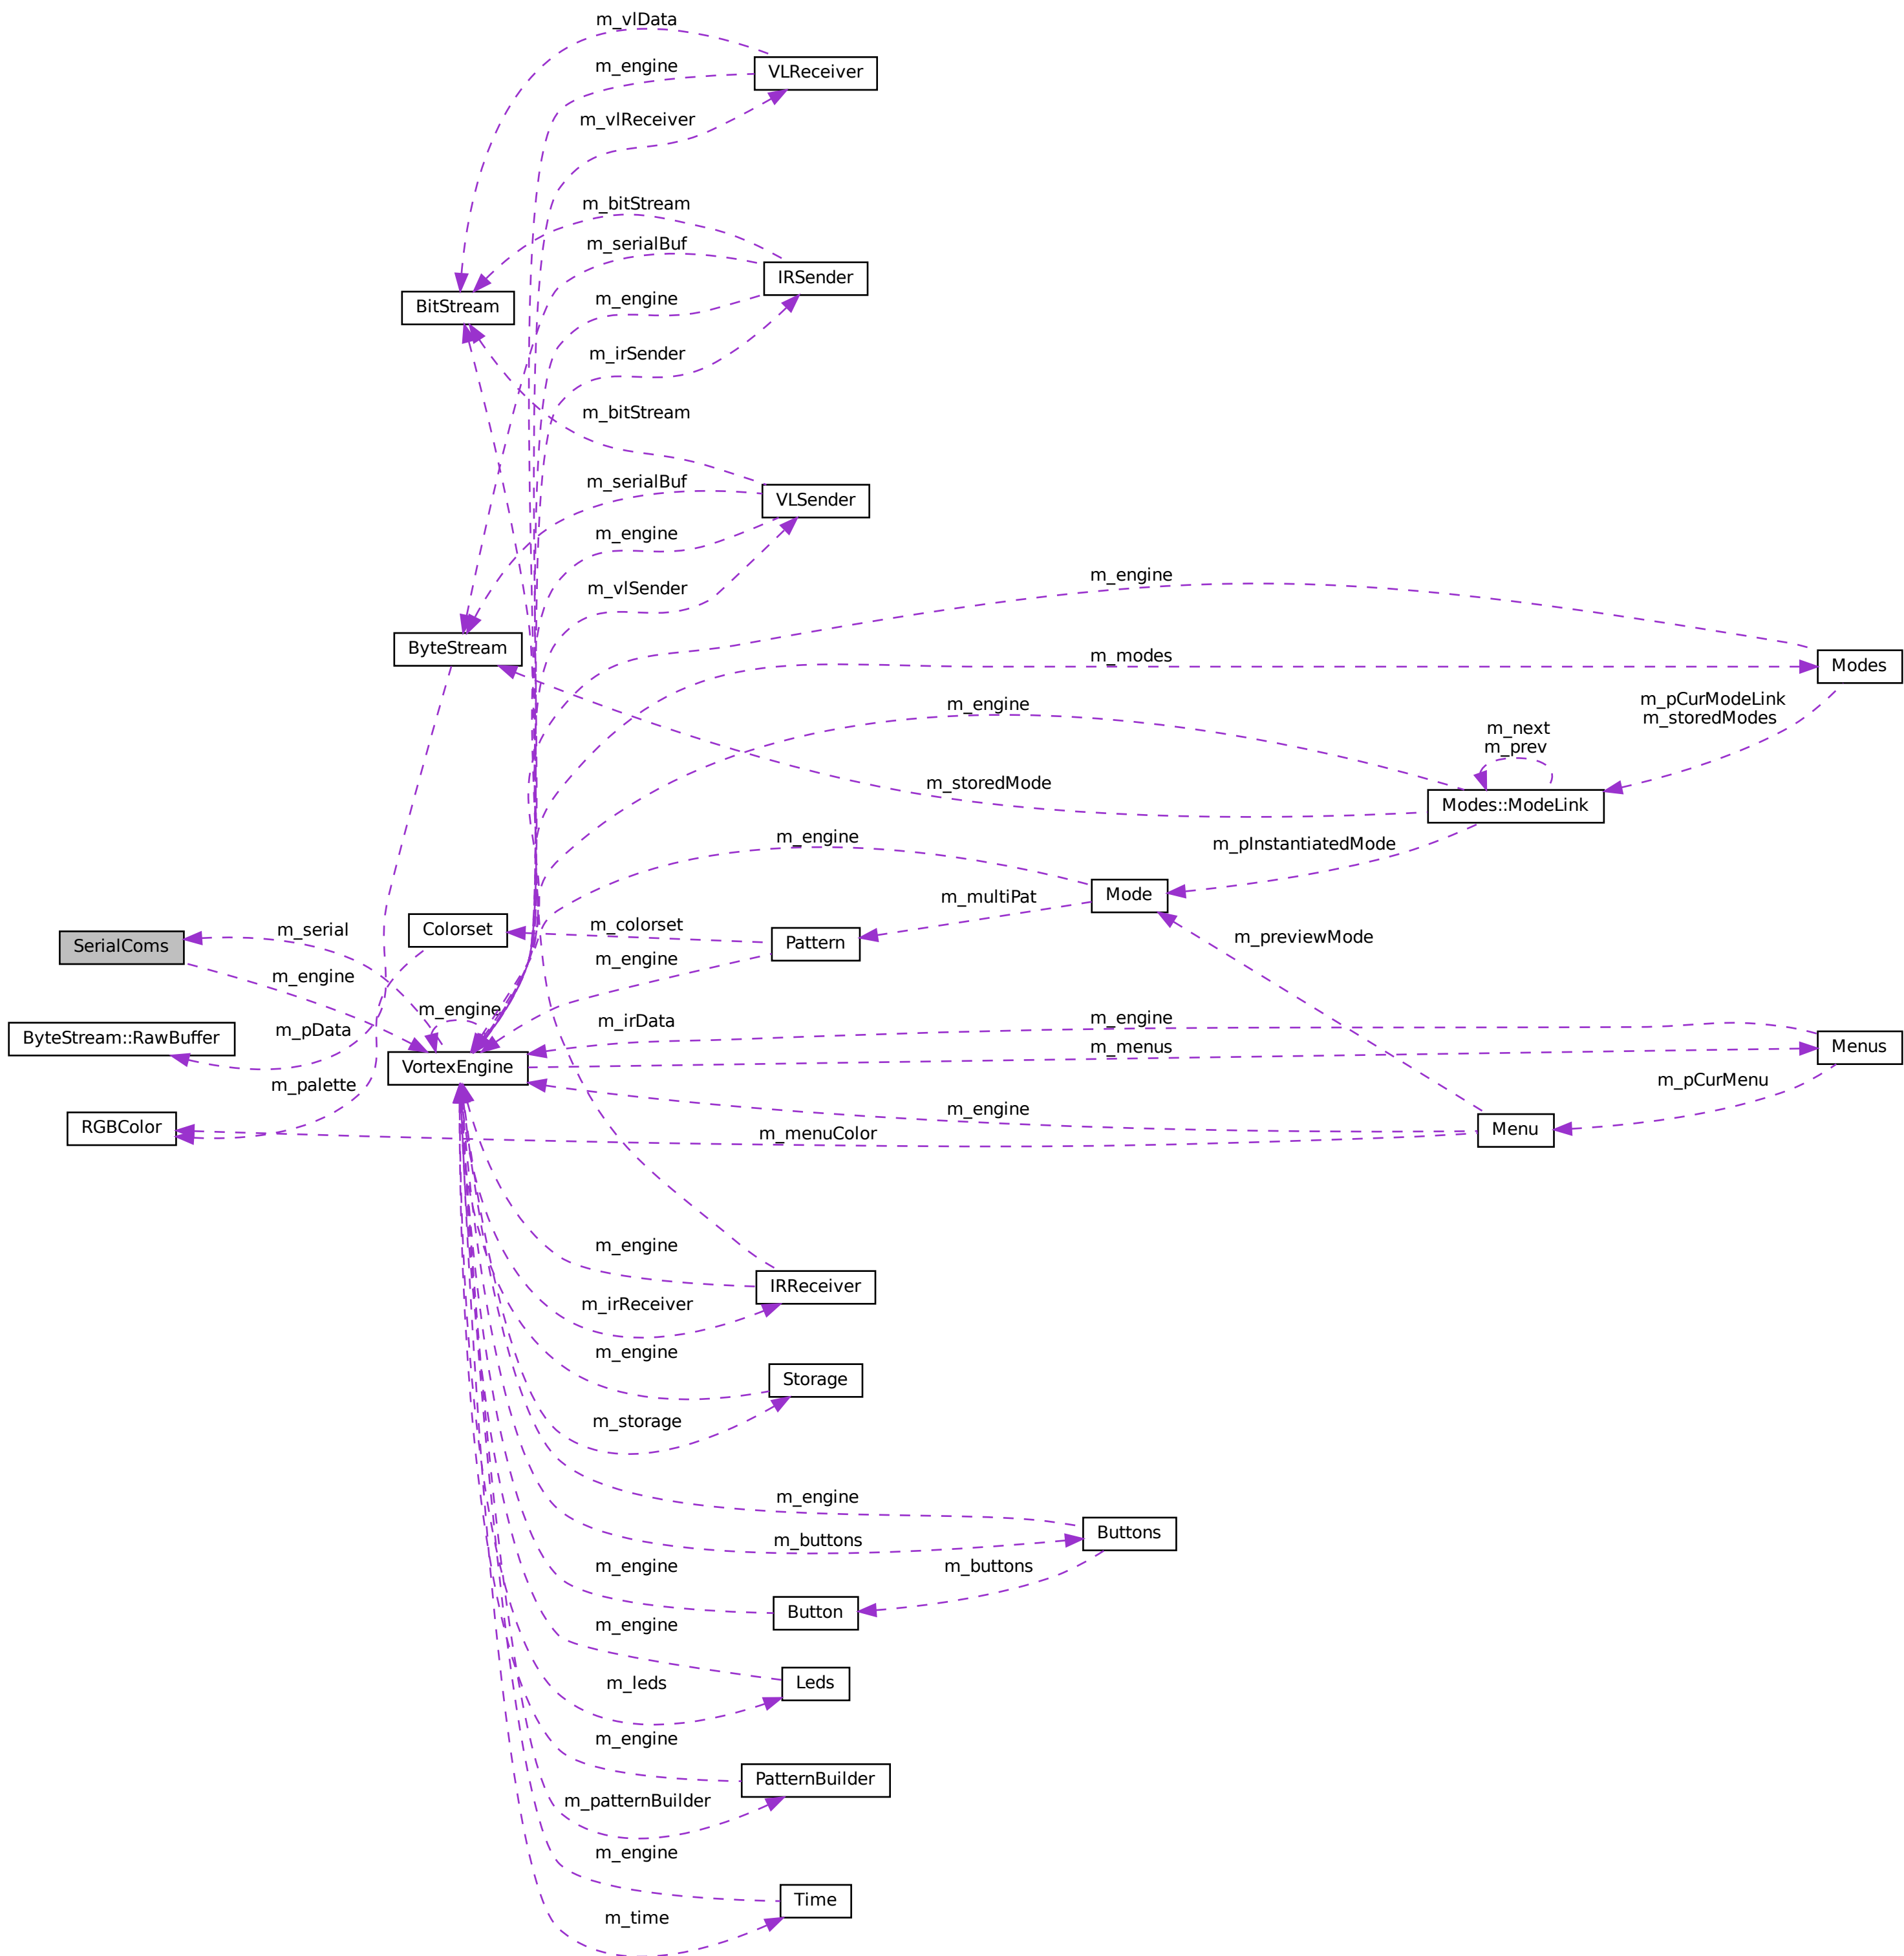 m_vlData
m_engine
VLReceiver
m_vlReceiver
m_bitStream
m_serialBuf
IRSender
m_engine
BitStream
m_irSender
m_bitStream
m_serialBuf
VLSender
m_engine
m_engine
m_vlSender
ByteStream
m_modes
Modes
m_engine
m_pCurModeLink
m_storedModes
m_next
m_prev
m_storedMode
Modes::ModeLink
m_engine
m_pInstantiatedMode
Mode
m_multiPat
m_serial
Colorset
m_colorset
Pattern
m_previewMode
SerialComs
m_engine
m_engine
m_engine
m_irData
m_engine
ByteStream::RawBuffer
m_pData
m_menus
Menus
VortexEngine
m_palette
m_pCurMenu
m_engine
RGBColor
m_menuColor
Menu
m_engine
IRReceiver
m_irReceiver
m_engine
Storage
m_storage
m_engine
Buttons
m_buttons
m_engine
m_buttons
Button
m_engine
Leds
m_leds
m_engine
PatternBuilder
m_patternBuilder
m_engine
Time
m_time